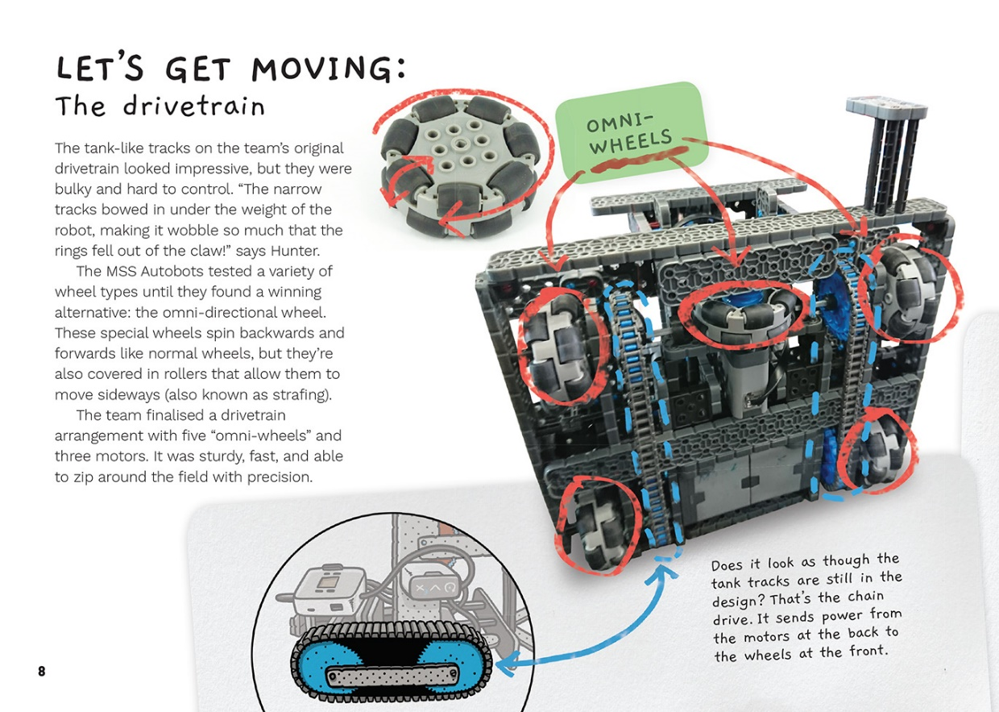 LET'S GET MOVING:
The drivetrain
The tank-like tracks on the team's original
drivetrain looked impressive, but they were
bulky and hard to control. “The narrow
tracks bowed in under the weight of the
robot, making it wobble so much that the
rings fell out of the claw!” says Hunter.
The MSS Autobots tested a variety of
wheel types until they found a winning
alternative: the omni-directional wheel.
These special wheels spin backwards and
forwards like normal wheels, but they're
also covered in rollers that allow them to
move sideways (also known as strafing).
The team finalised a drivetrain
arrangement with five “omni-wheels” and
three motors. It was sturdy, fast, and able
to zip around the field with precision.
OMNI-
WHEELS
VEX
Does it look as though the
tank tracks are still in the
design? That's the chain
drive. It sends power from
the motors at the back to
the wheels at the front.
8